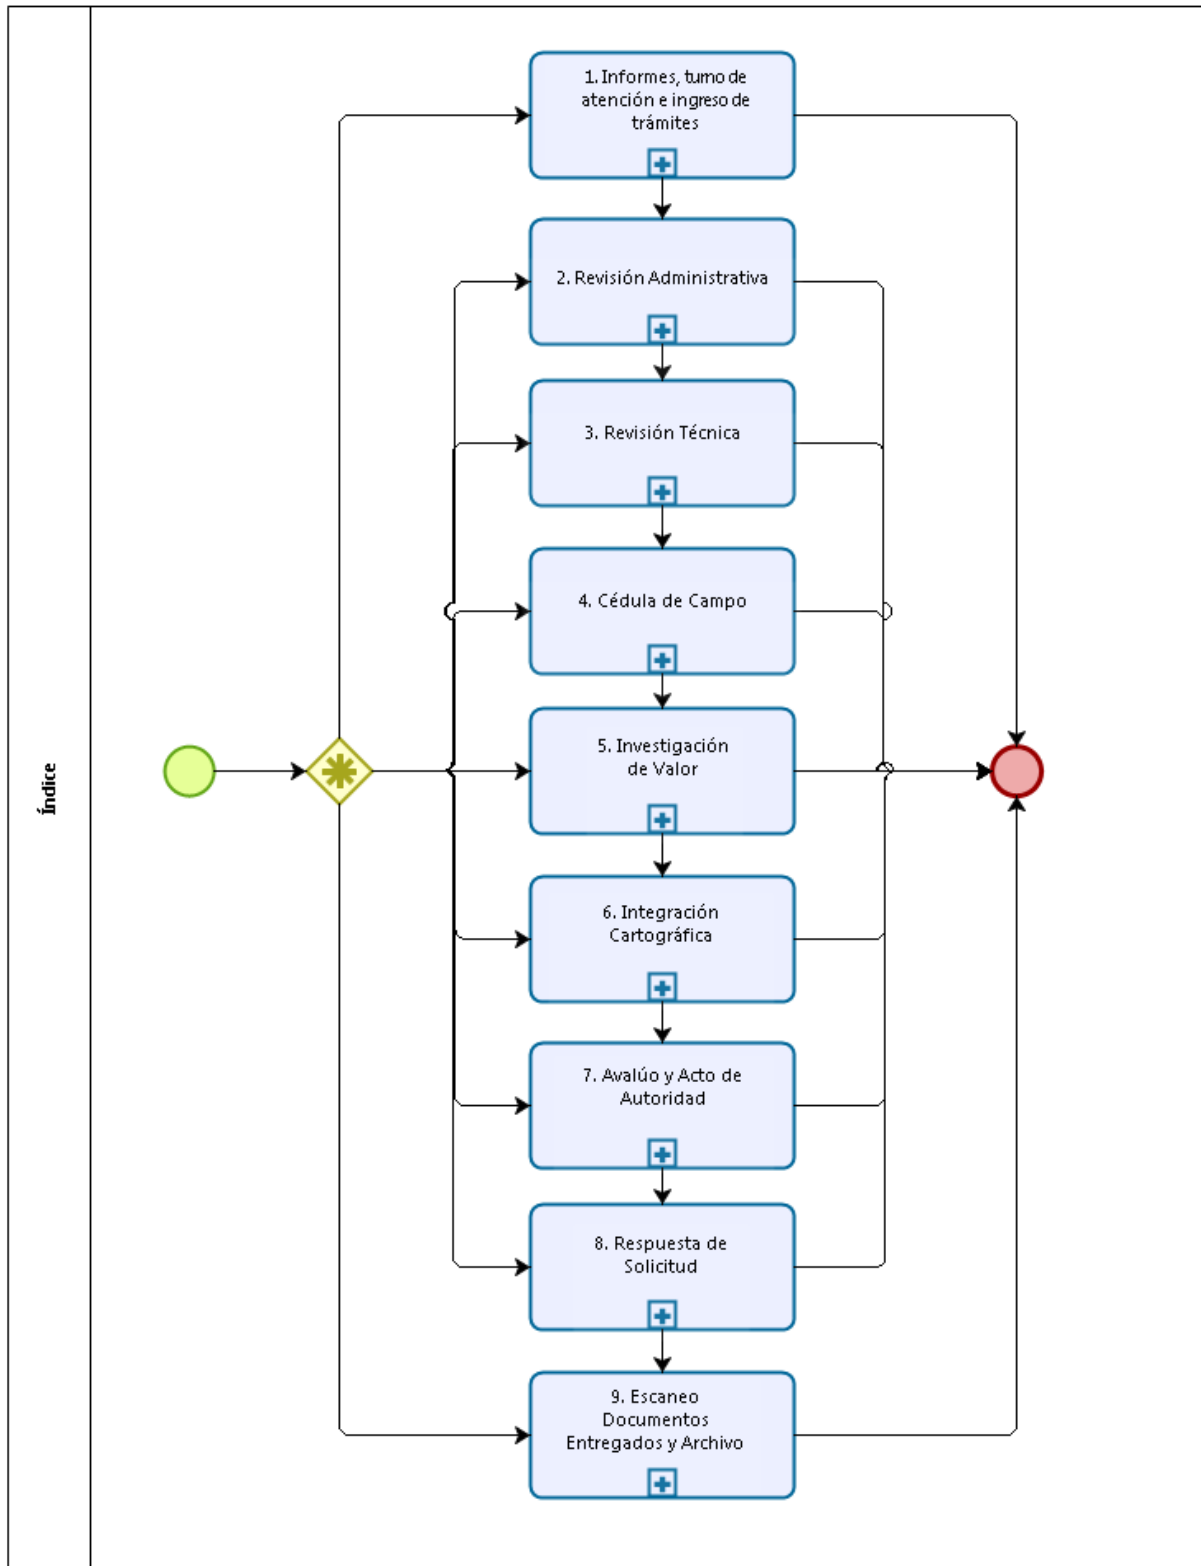 1. Informes, turno de
atención e ingreso de
trámites
2. Revisión Administrativa
3. Revisión Técnica
4. Cédula de Campo
5. Investigación
de Valor
Índice
6. Integración
Cartográfica
7. Avalúo y Acto de
Autoridad
8. Respuesta de
Solicitud
9. Escaneo
Documentos
Entregados y Archivo